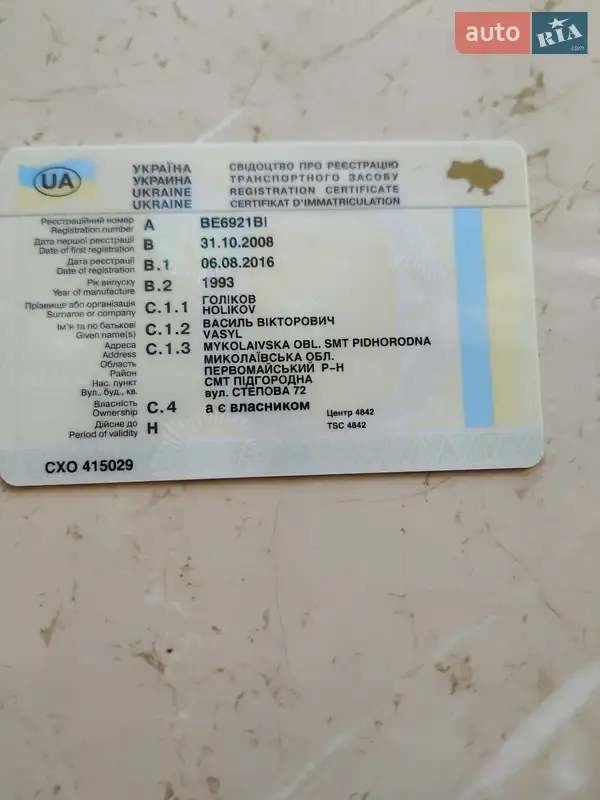 auto RIA.com
UA
УКРАЇНА СВІДОЦТВО ПРО РЕЄСТРАЦІЮ
УКРАИНА ТРАНСПОРТНОГО ЗАСОБУ
UKRAINE REGISTRATION CERTIFICATE
UKRAINE CERTIFIKAT D'IMMATRICULATION
Реєстраційний номер
Registration number A BE6921BI
Дата першої реєстрації
Date of first registration B 31.10.2008
Дата реєстрації
Date of registration B.1 06.08.2016
Рік випуску
Year of manufacture B.2 1993
Прізвище або організація
Surname or company C.1.1 ГОЛІКОВ
HOLIKOV
Ім'я та по батькові
Given name(s) C.1.2 ВАСИЛЬ ВІКТОРОВИЧ
VASYL
Адреса
Address C.1.3 MYKOLAIVSKA OBL. SMT PIDHORODNA
Область МИКОЛАЇВСЬКА ОБЛ.
Район ПЕРВОМАЙСЬКИЙ Р-Н
Нас. пункт СМТ ПІДГОРОДНА
Вул., буд., кв. вул. СТЕПОВА 72
Власність
Ownership C.4 а є власником Центр 4842
Дійсне до
Period of validity H TSC 4842
СХО 415029